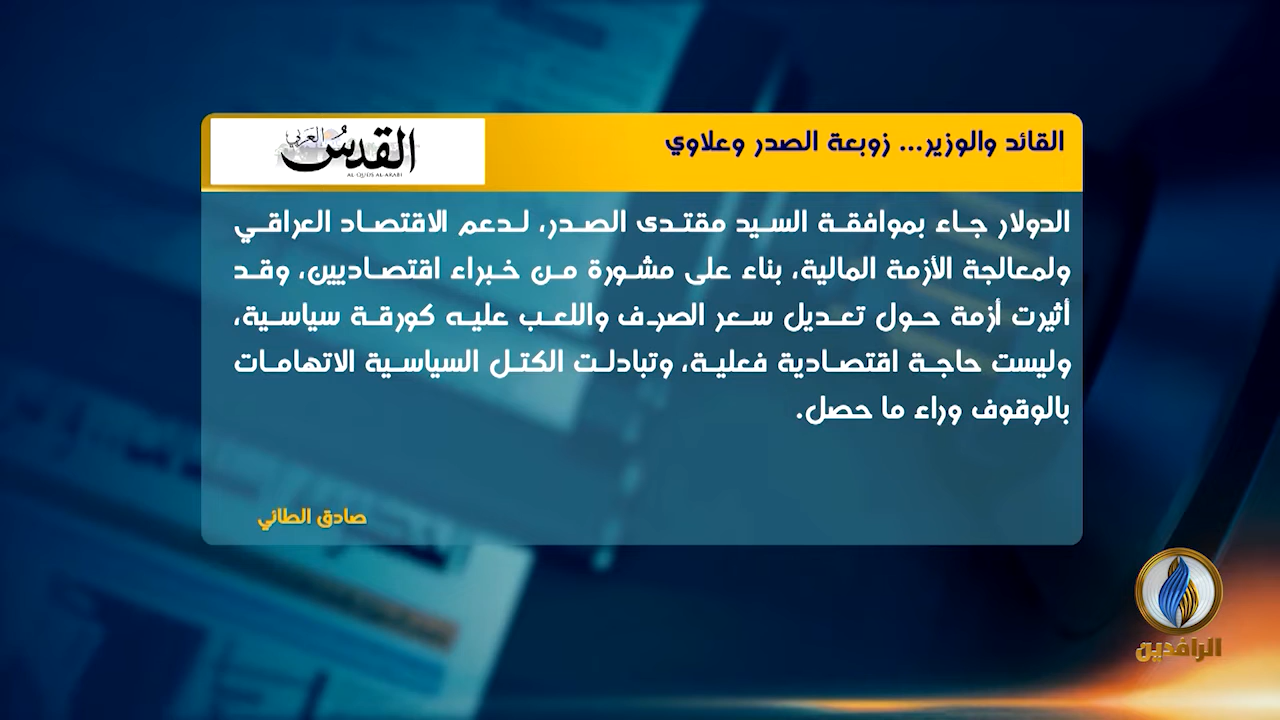 القائد والوزير... زوبعة الصدر وعلاوي
القدس العربي
AL-QUDS AL-ARABI
الدولار جاء بموافقة السيد مقتدى الصدر، لدعم الاقتصاد العراقي
ولمعالجة الأزمة المالية، بناء على مشورة من خبراء اقتصاديين، وقد
أثيرت أزمة حول تعديل سعر الصرف واللعب عليه كورقة سياسية،
وليست حاجة اقتصادية فعلية، وتبادلت الكتل السياسية الاتهامات
بالوقوف وراء ما حصل.
صادق الطائي
الرافدين